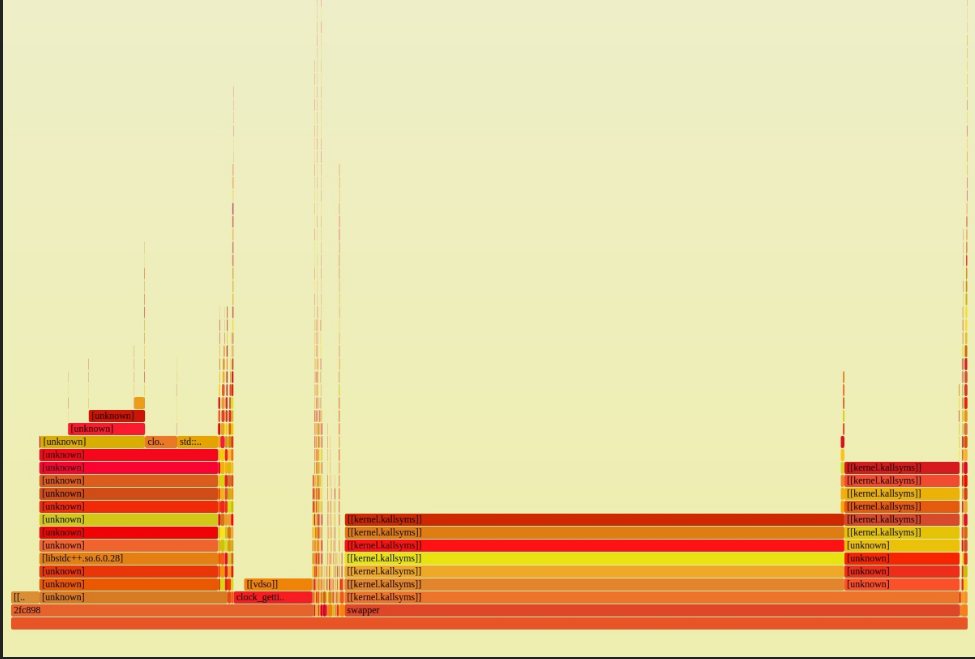 [unknown]
[unknown]
[unknown] clo.. std::..
[unknown]
[unknown] [[kernel.kallsyms]]
[unknown] [[kernel.kallsyms]]
[unknown] [[kernel.kallsyms]]
[unknown] [[kernel.kallsyms]]
[unknown] [[kernel.kallsyms]] [[kernel.kallsyms]]
[unknown] [[kernel.kallsyms]] [[kernel.kallsyms]]
[unknown] [[kernel.kallsyms]] [unknown]
[libstdc++.so.6.0.28] [[kernel.kallsyms]] [unknown]
[unknown] [[kernel.kallsyms]] [unknown]
[unknown] [[vdso]] [[kernel.kallsyms]] [unknown]
[[.. [unknown] clock_getti.. [[kernel.kallsyms]]
2fc898 swapper